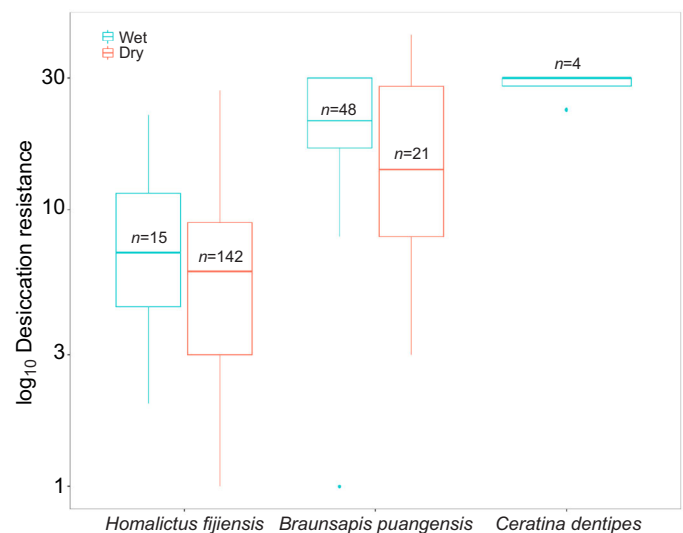 Wet
Dry
log₁₀ Desiccation resistance
30
10
3
1
n=15
n=142
n=48
n=21
n=4
Homalictus fijiensis
Braunsapis puangensis
Ceratina dentipes